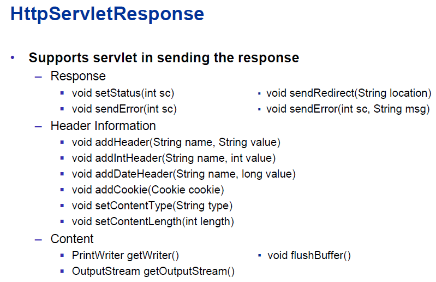 HttpServletResponse
• Supports servlet in sending the response
– Response
▪ void setStatus(int sc)
▪ void sendRedirect(String location)
▪ void sendError(int sc)
▪ void sendError(int sc, String msg)
– Header Information
▪ void addHeader(String name, String value)
▪ void addIntHeader(String name, int value)
▪ void addDateHeader(String name, long value)
▪ void addCookie(Cookie cookie)
▪ void setContentType(String type)
▪ void setContentLength(int length)
– Content
▪ PrintWriter getWriter()
▪ void flushBuffer()
▪ OutputStream getOutputStream()